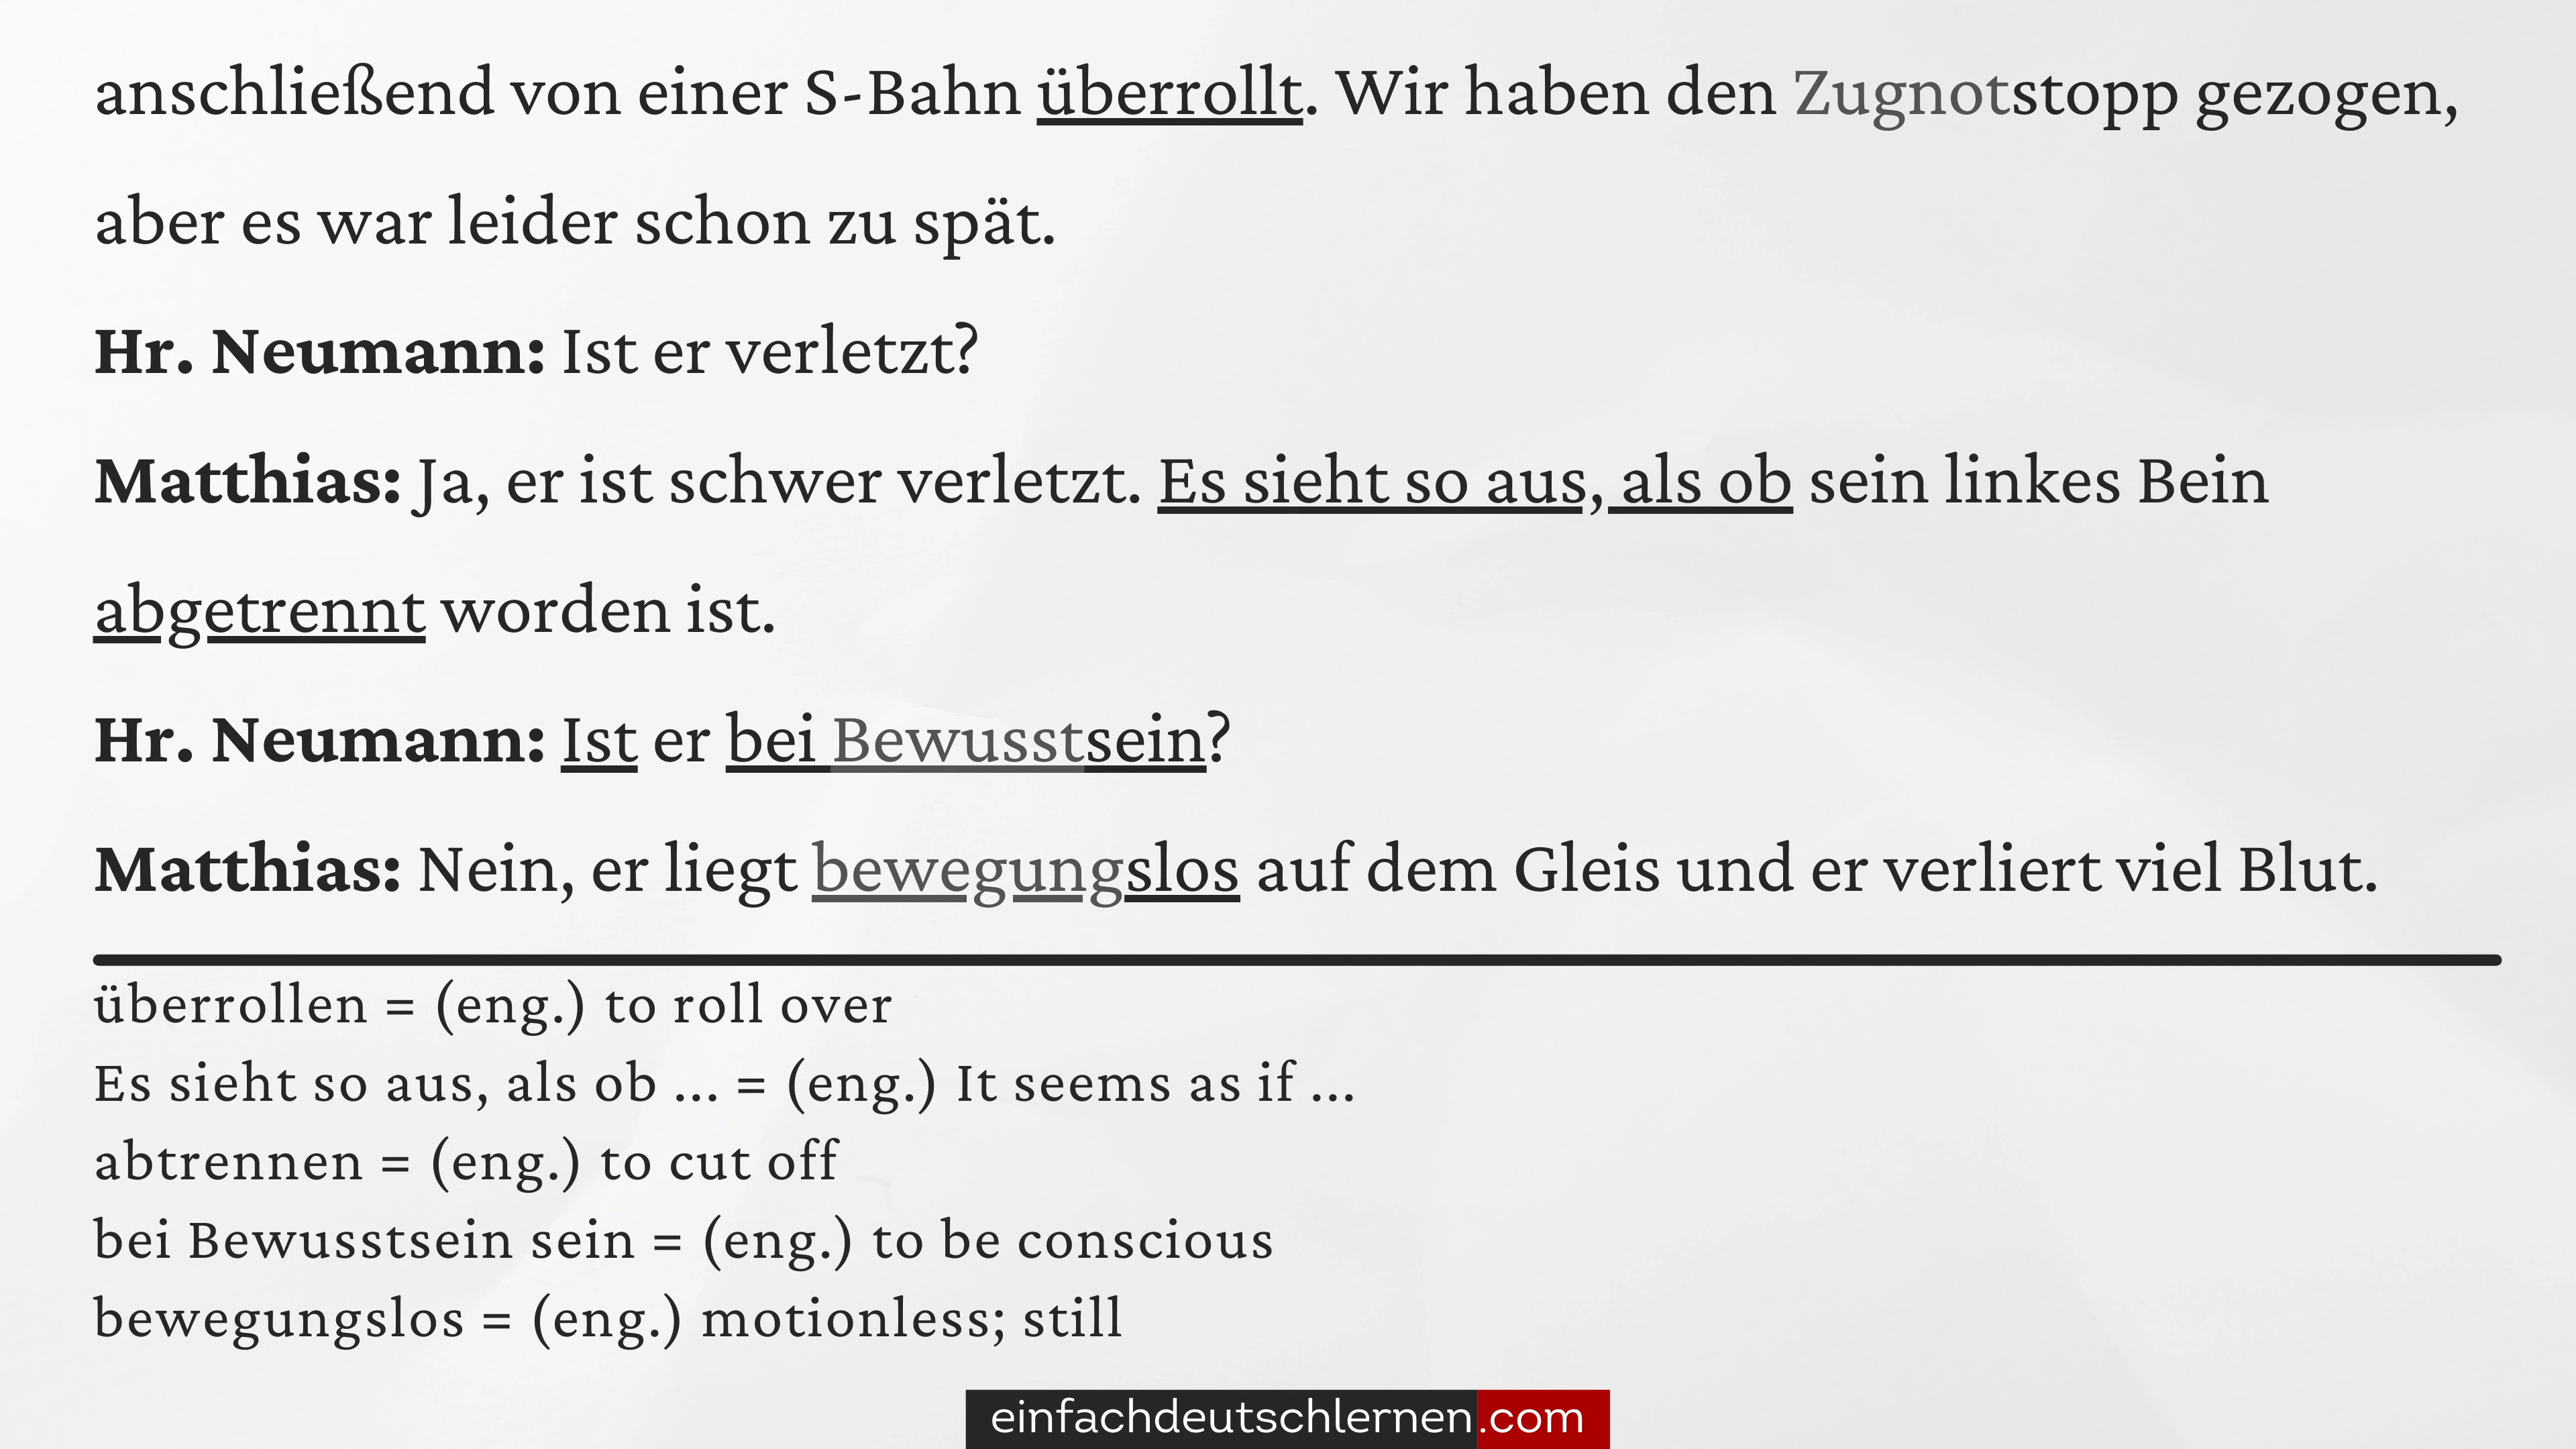 anschließend von einer S-Bahn überrollt. Wir haben den Zugnotstopp gezogen,
aber es war leider schon zu spät.
Hr. Neumann: Ist er verletzt?
Matthias: Ja, er ist schwer verletzt. Es sieht so aus, als ob sein linkes Bein
abgetrennt worden ist.
Hr. Neumann: Ist er bei Bewusstsein?
Matthias: Nein, er liegt bewegungslos auf dem Gleis und er verliert viel Blut.
überrollen = (eng.) to roll over
Es sieht so aus, als ob ... = (eng.) It seems as if ...
abtrennen = (eng.) to cut off
bei Bewusstsein sein = (eng.) to be conscious
bewegungslos = (eng.) motionless; still
einfachdeutschlernen.com